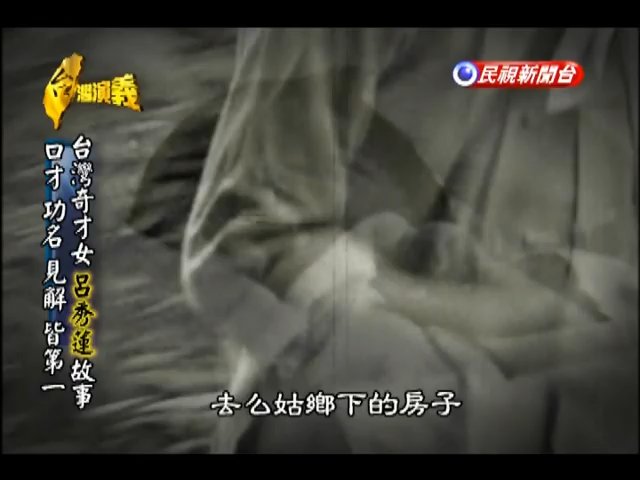 台灣演義
民視新聞台
台灣奇才女 呂秀蓮故事
口才 功名 見解 皆第一
去公姑鄉下的房子